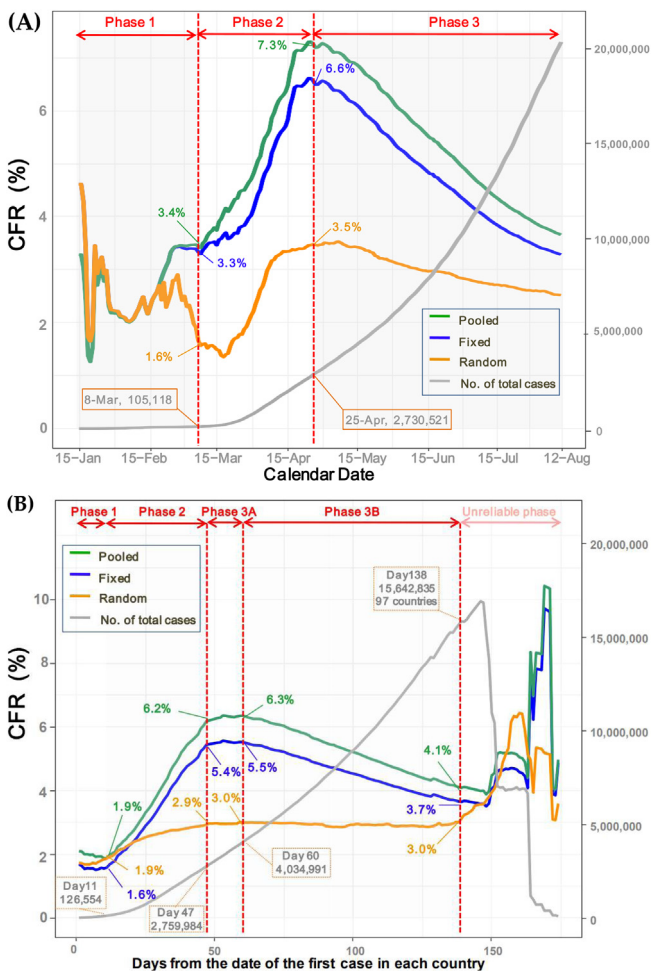 (A)
Phase 1 Phase 2 Phase 3
7.3%
20,000,000
6.6%
6
15,000,000
CFR (%)
4
3.4%
3.5%
10,000,000
3.3%
Pooled
Fixed
Random
No. of total cases
2
1.6%
5,000,000
8-Mar, 105,118
25-Apr, 2,730,521
0
0
15-Jan 15-Feb 15-Mar 15-Apr 15-May 15-Jun 15-Jul 12-Aug
Calendar Date
(B)
Phase 1 Phase 2 Phase 3A Phase 3B Unreliable phase
20,000,000
Pooled
Fixed
Random
No. of total cases
Day138
15,642,835
97 countries
10
15,000,000
CFR (%)
8
6.2%
6.3%
6
10,000,000
5.4%
5.5%
4.1%
4
1.9%
2.9%
3.0%
3.7%
5,000,000
2
1.9%
3.0%
1.6%
Day11
126,554
Day 60
4,034,991
Day 47
2,759,984
0
0
0 50 100 150
Days from the date of the first case in each country